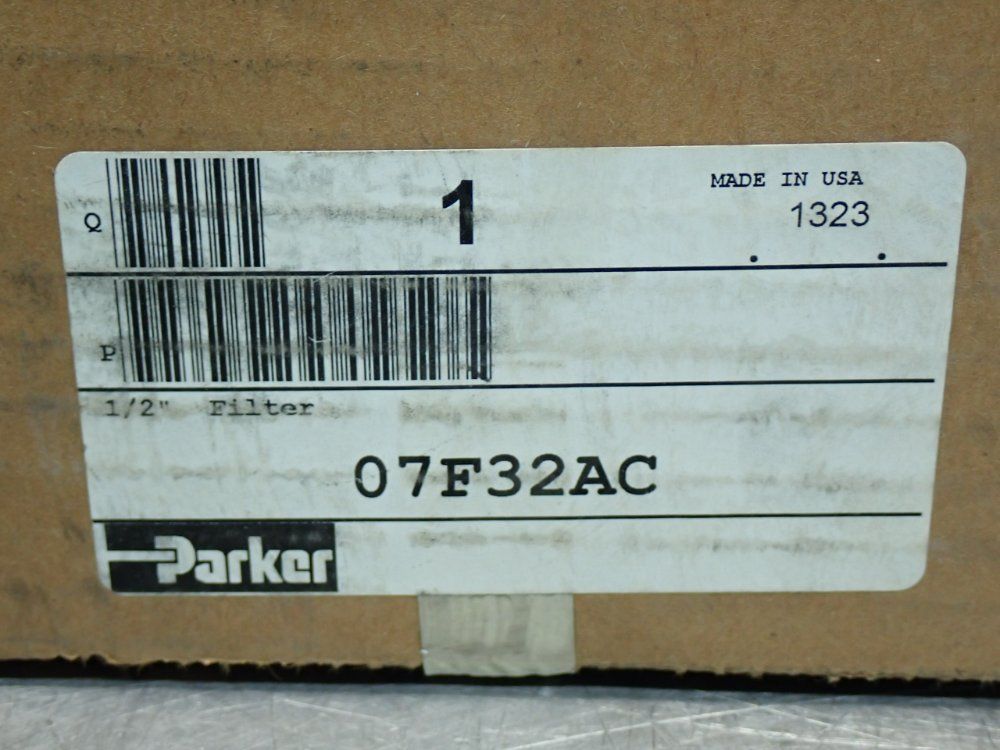 Q 1 MADE IN USA
1323
P
1/2" Filter
07F32AC
Parker